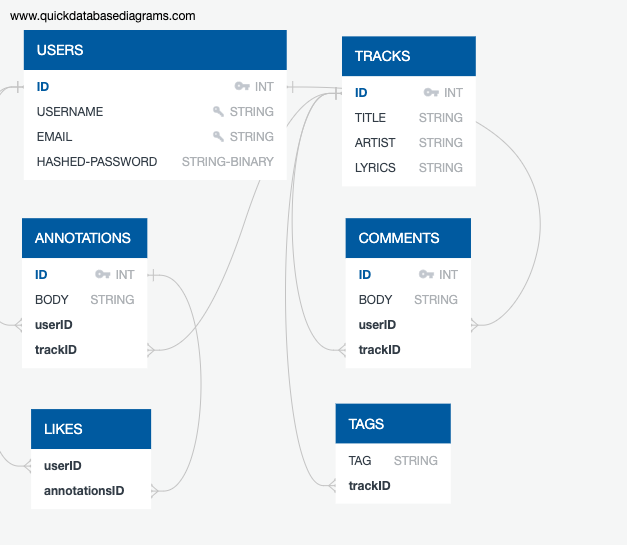 www.quickdatabasediagrams.com
USERS
ID INT
USERNAME STRING
EMAIL STRING
HASHED-PASSWORD STRING-BINARY
TRACKS
ID INT
TITLE STRING
ARTIST STRING
LYRICS STRING
ANNOTATIONS
ID INT
BODY STRING
userID
trackID
COMMENTS
ID INT
BODY STRING
userID
trackID
LIKES
userID
annotationsID
TAGS
TAG STRING
trackID